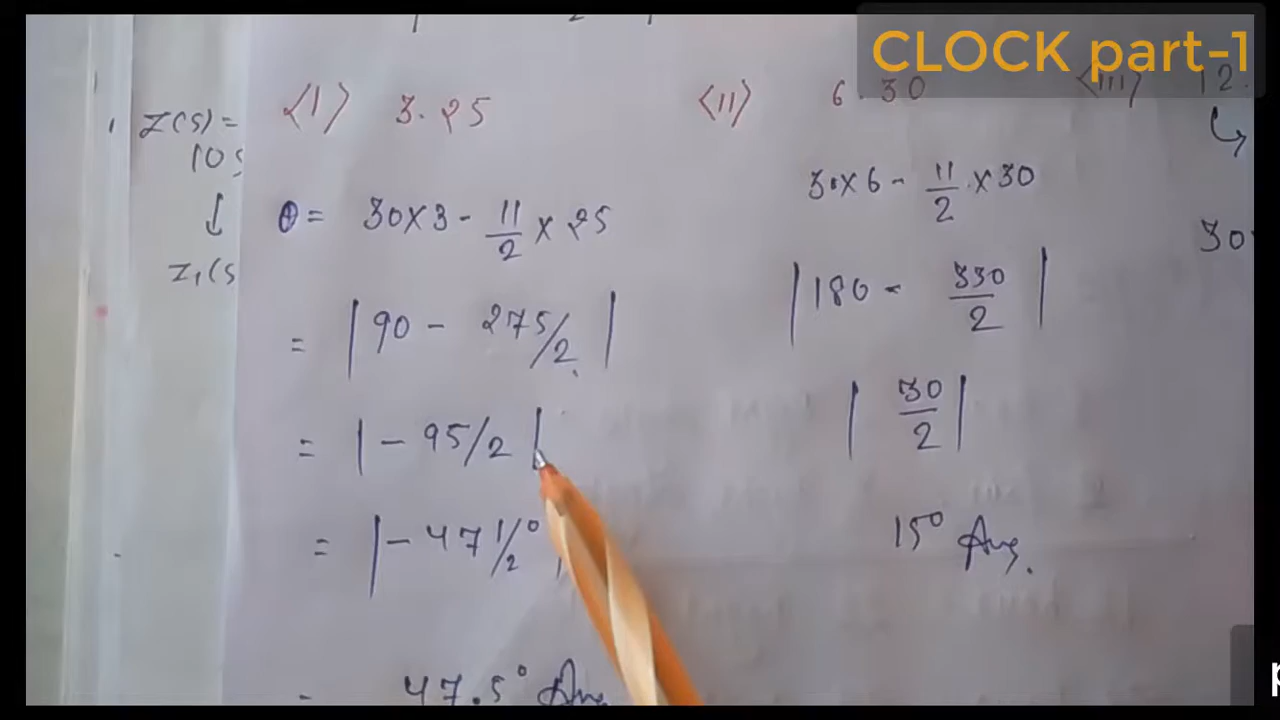 CLOCK part-1
Z(s) =
10s
↓
Z₁(s
<I> 3.25
θ = 30×3 - 11/2 × 25
= |90 - 275/2|
= |- 95/2|
= |- 47 1/2°
= 47.5° Ans
<II> 6.30
30×6 - 11/2 × 30
|180 - 330/2|
|30/2|
15° Ans.
<III> 12.
↳
30
p